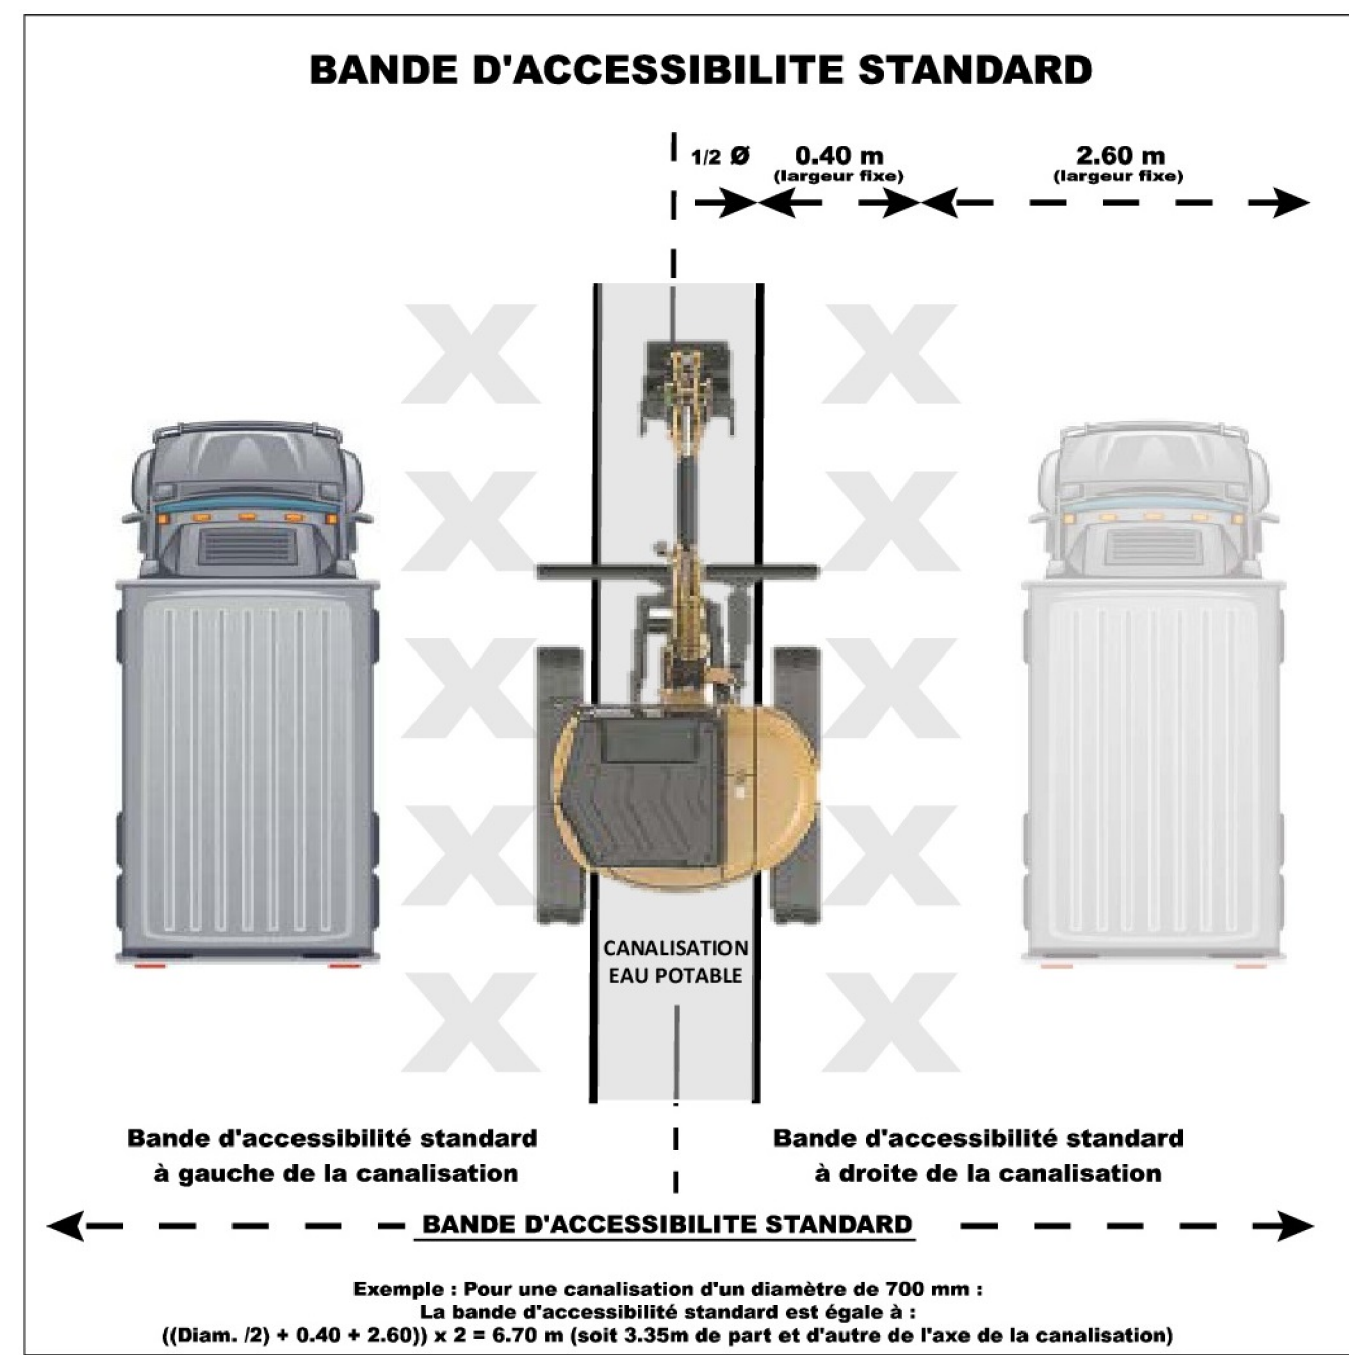 BANDE D'ACCESSIBILITE STANDARD
1/2 Ø 0.40 m 2.60 m
(largeur fixe) (largeur fixe)
X X
X X
X X
X X
CANALISATION
EAU POTABLE
X X
Bande d'accessibilité standard Bande d'accessibilité standard
à gauche de la canalisation à droite de la canalisation
BANDE D'ACCESSIBILITE STANDARD
Exemple : Pour une canalisation d'un diamètre de 700 mm :
La bande d'accessibilité standard est égale à :
((Diam. /2) + 0.40 + 2.60)) x 2 = 6.70 m (soit 3.35m de part et d'autre de l'axe de la canalisation)